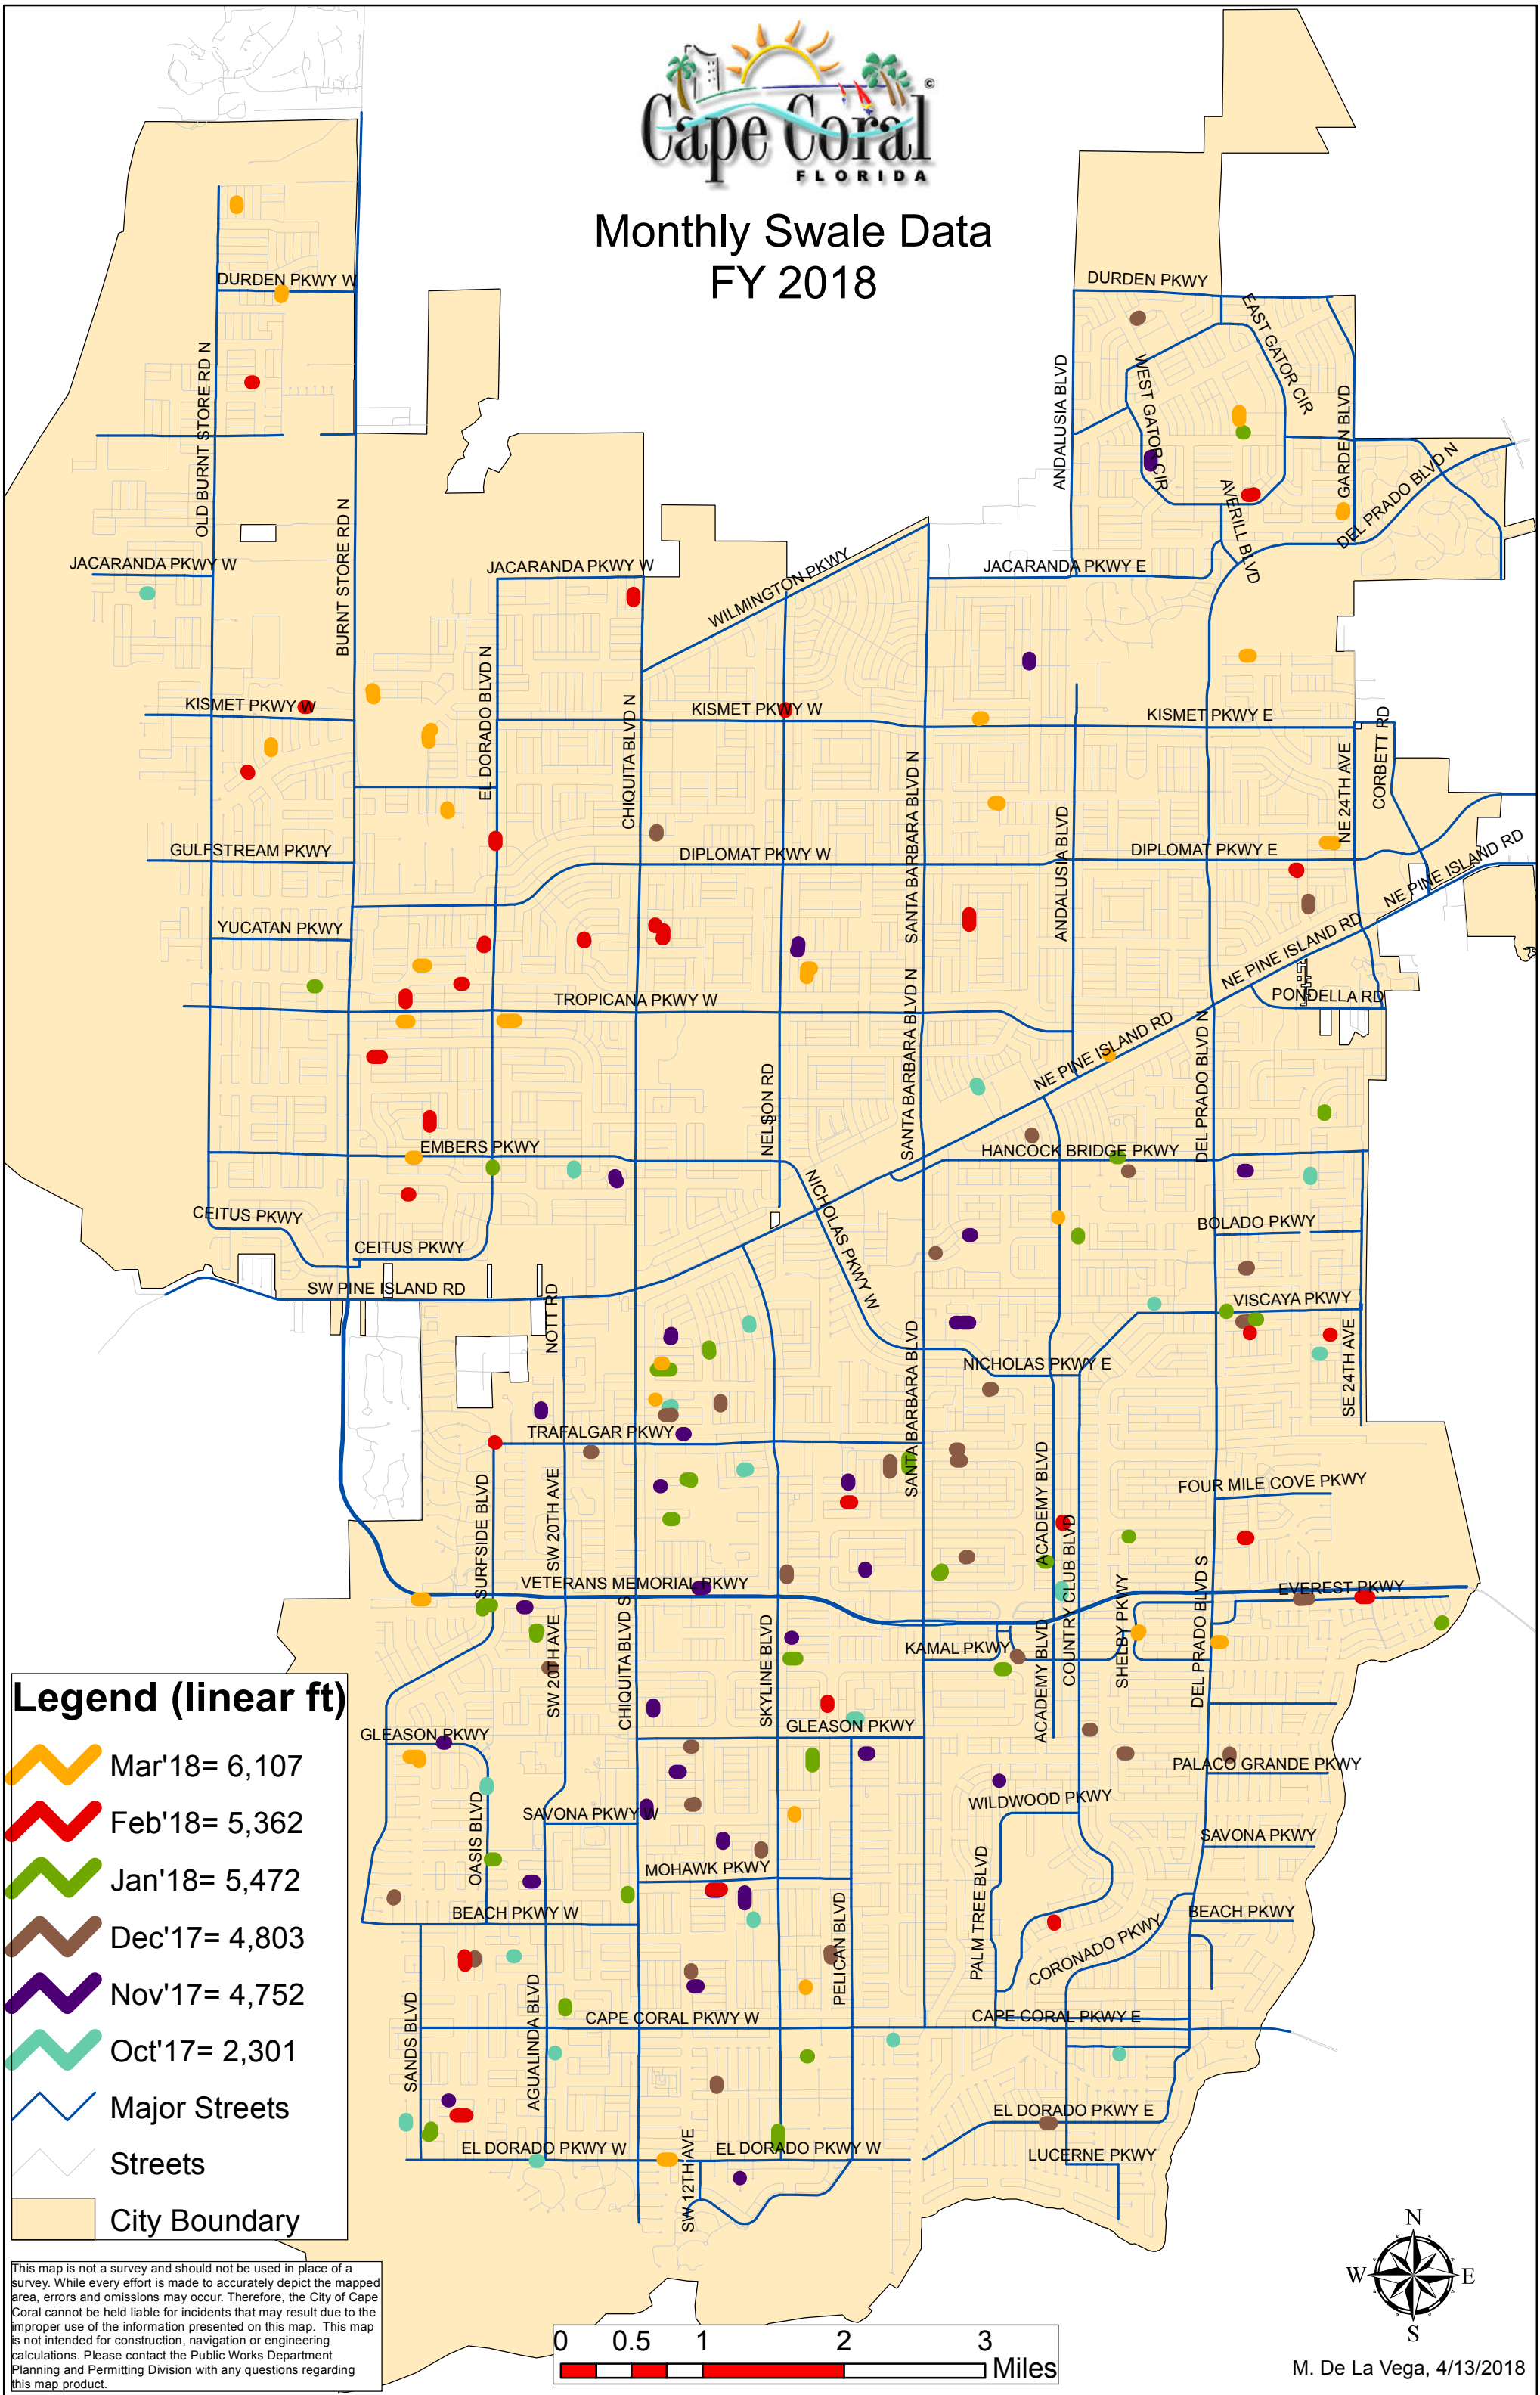 Cape Coral
©
FLORIDA
Monthly Swale Data
FY 2018
DURDEN PKWY W
DURDEN PKWY
EAST GATOR CIR
WEST GATOR CIR
OLD BURNT STORE RD N
ANDALUSIA BLVD
GARDEN BLVD
DEL PRADO BLVD N
AVERILL BLVD
BURNT STORE RD N
JACARANDA PKWY W
JACARANDA PKWY W
WILMINGTON PKWY
JACARANDA PKWY E
EL DORADO BLVD N
CHIQUITA BLVD N
KISMET PKWY W
KISMET PKWY W
KISMET PKWY E
SANTA BARBARA BLVD N
NE 24TH AVE
CORBETT RD
ANDALUSIA BLVD
GULFSTREAM PKWY
DIPLOMAT PKWY W
DIPLOMAT PKWY E
NE PINE ISLAND RD
YUCATAN PKWY
NE PINE ISLAND RD
TROPICANA PKWY W
PONDELLA RD
SANTA BARBARA BLVD N
NE PINE ISLAND RD
DEL PRADO BLVD N
NELSON RD
EMBERS PKWY
HANCOCK BRIDGE PKWY
NICHOLAS PKWY W
CEITUS PKWY
BOLADO PKWY
CEITUS PKWY
SW PINE ISLAND RD
NOTT RD
VISCAYA PKWY
SANTA BARBARA BLVD
NICHOLAS PKWY E
SE 24TH AVE
TRAFALGAR PKWY
SURFSIDE BLVD
SW 20TH AVE
ACADEMY BLVD
FOUR MILE COVE PKWY
COUNTRY CLUB BLVD
VETERANS MEMORIAL PKWY
EVEREST PKWY
SHELBY PKWY
DEL PRADO BLVD S
SW 20TH AVE
CHIQUITA BLVD S
SKYLINE BLVD
KAMAL PKWY
ACADEMY BLVD
GLEASON PKWY
GLEASON PKWY
PALACO GRANDE PKWY
OASIS BLVD
SAVONA PKWY W
WILDWOOD PKWY
SAVONA PKWY
MOHAWK PKWY
PELICAN BLVD
PALM TREE BLVD
BEACH PKWY W
BEACH PKWY
CORONADO PKWY
SANDS BLVD
AGUALINDA BLVD
CAPE CORAL PKWY W
CAPE CORAL PKWY E
EL DORADO PKWY E
EL DORADO PKWY W
EL DORADO PKWY W
LUCERNE PKWY
SW 12TH AVE
Legend (linear ft)
Mar'18= 6,107
Feb'18= 5,362
Jan'18= 5,472
Dec'17= 4,803
Nov'17= 4,752
Oct'17= 2,301
Major Streets
Streets
City Boundary
This map is not a survey and should not be used in place of a
survey. While every effort is made to accurately depict the mapped
area, errors and omissions may occur. Therefore, the City of Cape
Coral cannot be held liable for incidents that may result due to the
improper use of the information presented on this map. This map
is not intended for construction, navigation or engineering
calculations. Please contact the Public Works Department
Planning and Permitting Division with any questions regarding
this map product.
0 0.5 1 2 3
Miles
N
W E
S
M. De La Vega, 4/13/2018